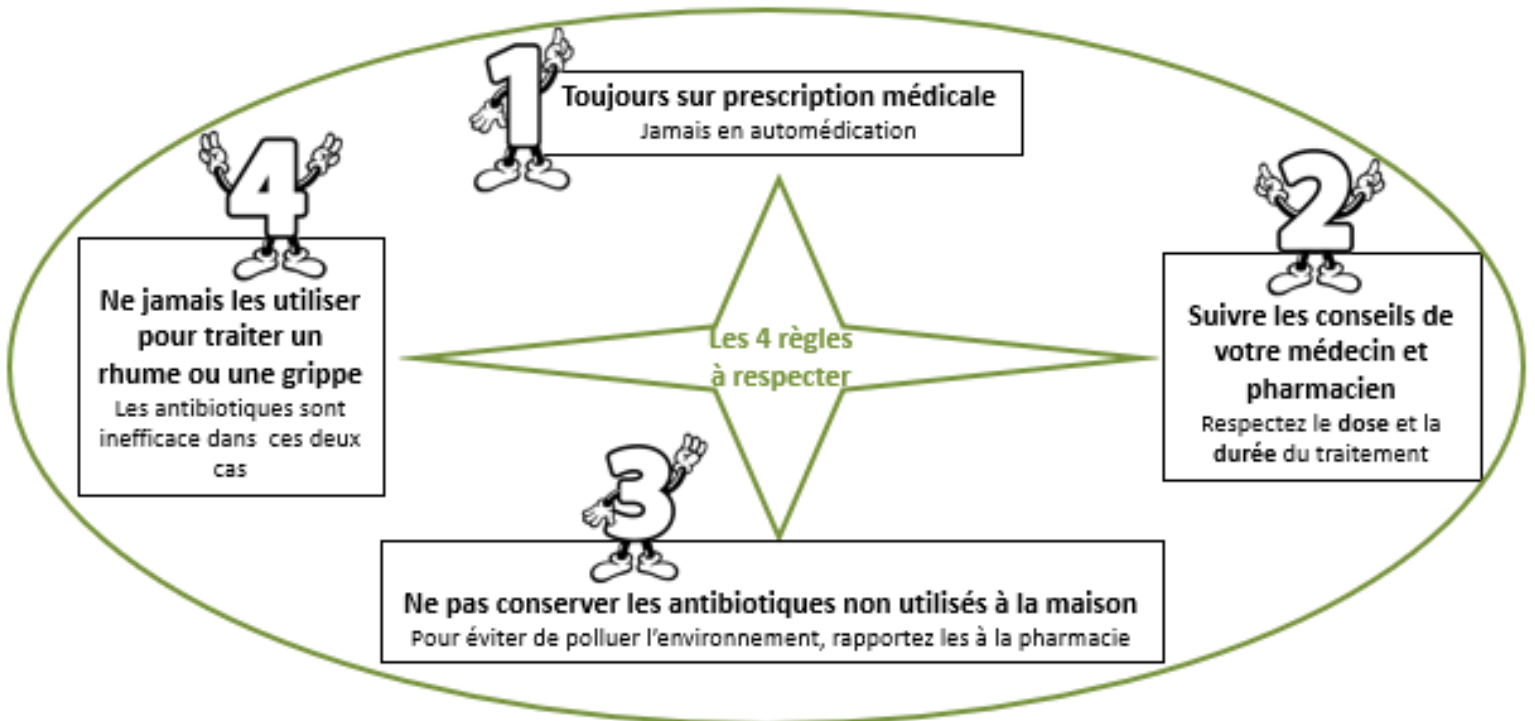 1
Toujours sur prescription médicale
Jamais en automédication
2
Suivre les conseils de
votre médecin et
pharmacien
Respectez le dose et la
durée du traitement
3
Ne pas conserver les antibiotiques non utilisés à la maison
Pour éviter de polluer l'environnement, rapportez les à la pharmacie
4
Ne jamais les utiliser
pour traiter un
rhume ou une grippe
Les antibiotiques sont
inefficace dans ces deux
cas
Les 4 règles
à respecter